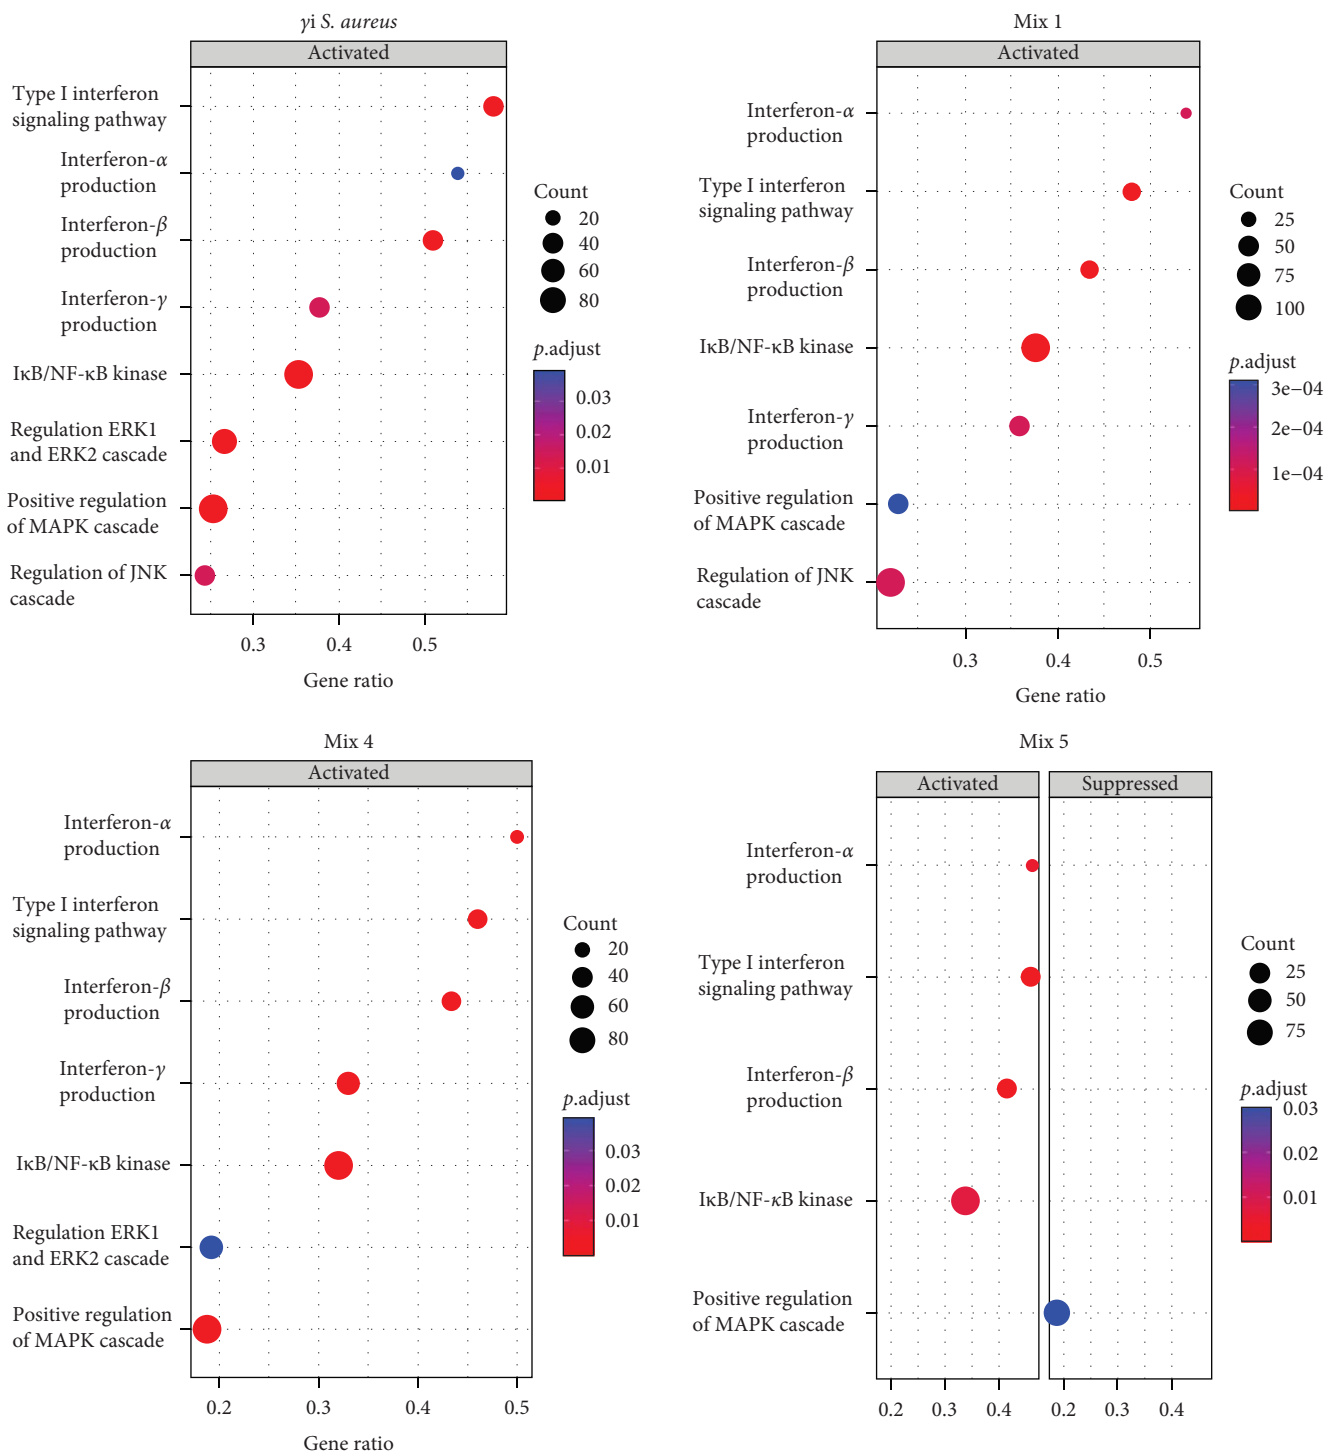 γi S. aureus
Activated
Type I interferon
signaling pathway
Interferon-α
production
Interferon-β
production
Interferon-γ
production
IκB/NF-κB kinase
Regulation ERK1
and ERK2 cascade
Positive regulation
of MAPK cascade
Regulation of JNK
cascade
0.3 0.4 0.5
Gene ratio
Count
20
40
60
80
p.adjust
0.03
0.02
0.01
Mix 1
Activated
Interferon-α
production
Type I interferon
signaling pathway
Interferon-β
production
IκB/NF-κB kinase
Interferon-γ
production
Positive regulation
of MAPK cascade
Regulation of JNK
cascade
0.3 0.4 0.5
Gene ratio
Count
25
50
75
100
p.adjust
3e−04
2e−04
1e−04
Mix 4
Activated
Interferon-α
production
Type I interferon
signaling pathway
Interferon-β
production
Interferon-γ
production
IκB/NF-κB kinase
Regulation ERK1
and ERK2 cascade
Positive regulation
of MAPK cascade
0.2 0.3 0.4 0.5
Gene ratio
Count
20
40
60
80
p.adjust
0.03
0.02
0.01
Mix 5
Activated Suppressed
Interferon-α
production
Type I interferon
signaling pathway
Interferon-β
production
IκB/NF-κB kinase
Positive regulation
of MAPK cascade
0.2 0.3 0.4 0.2 0.3 0.4
Count
25
50
75
p.adjust
0.03
0.02
0.01